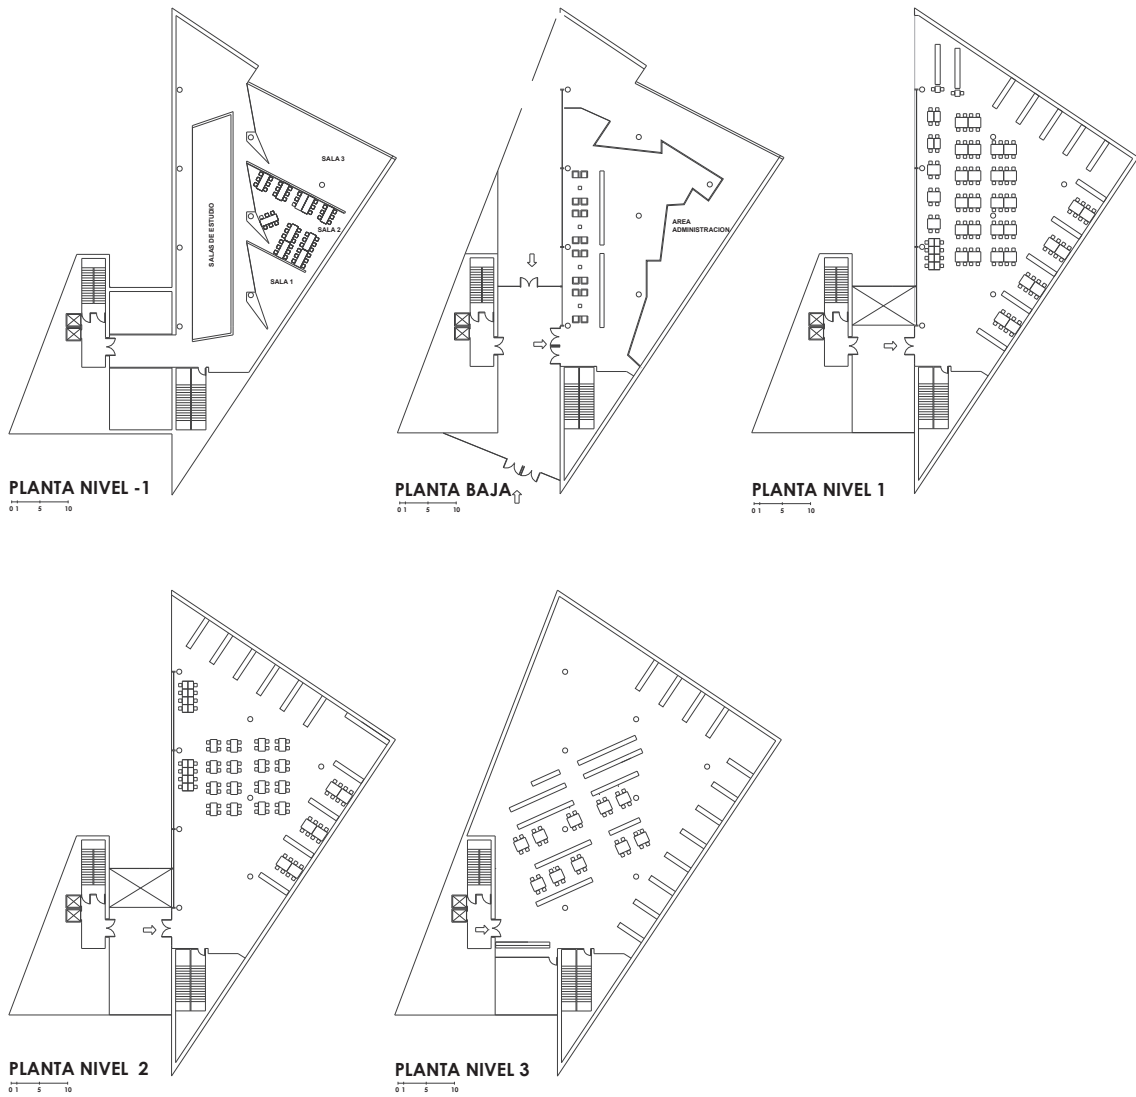 SALA 3
SALAS DE ESTUDIO
SALA 2
SALA 1
PLANTA NIVEL -1
0 1 5 10
AREA
ADMINISTRACION
PLANTA BAJA
0 1 5 10
PLANTA NIVEL 1
0 1 5 10
PLANTA NIVEL 2
0 1 5 10
PLANTA NIVEL 3
0 1 5 10